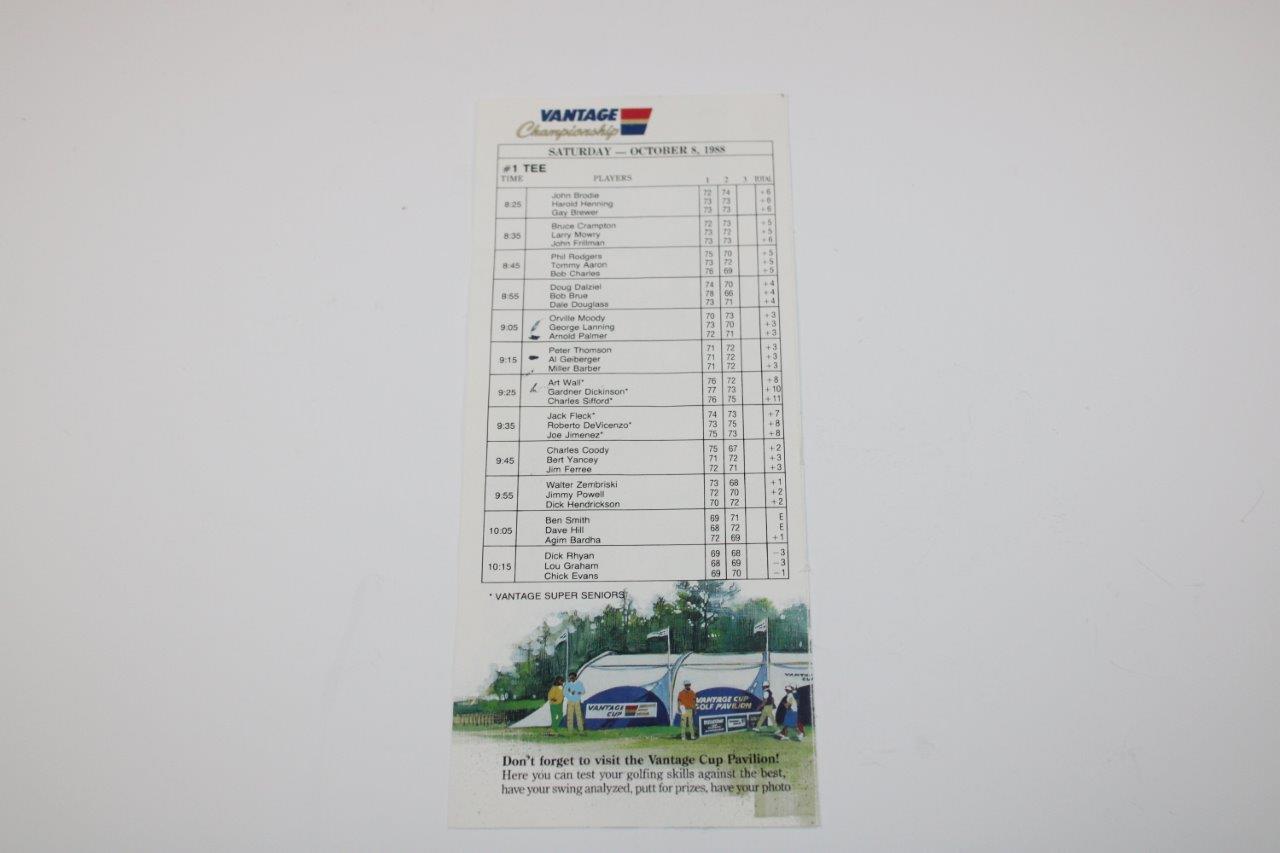 VANTAGE
Championship
SATURDAY — OCTOBER 8, 1988
#1 TEE
TIME PLAYERS 1 2 3 TOTAL
8:25 John Brodie 72 74 +6
Harold Henning 73 73 +6
Gay Brewer 73 73 +6
8:35 Bruce Crampton 72 73 +5
Larry Mowry 73 72 +5
John Frillman 73 73 +6
8:45 Phil Rodgers 75 70 +5
Tommy Aaron 73 72 +5
Bob Charles 76 69 +5
8:55 Doug Dalziel 74 70 +4
Bob Brue 78 66 +4
Dale Douglass 73 71 +4
9:05 Orville Moody 70 73 +3
George Lanning 73 70 +3
Arnold Palmer 72 71 +3
9:15 Peter Thomson 71 72 +3
Al Geiberger 71 72 +3
Miller Barber 71 72 +3
9:25 Art Wall* 76 72 +8
Gardner Dickinson* 77 73 +10
Charles Sifford* 76 75 +11
9:35 Jack Fleck* 74 73 +7
Roberto DeVicenzo* 73 75 +8
Joe Jimenez* 75 73 +8
9:45 Charles Coody 75 67 +2
Bert Yancey 71 72 +3
Jim Ferree 72 71 +3
9:55 Walter Zembriski 73 68 +1
Jimmy Powell 72 70 +2
Dick Hendrickson 70 72 +2
10:05 Ben Smith 69 71 E
Dave Hill 68 72 E
Agim Bardha 72 69 +1
10:15 Dick Rhyan 69 68 −3
Lou Graham 68 69 −3
Chick Evans 69 70 −1
* VANTAGE SUPER SENIORS
VANTAGE
CUP
VANTAGE CUP
GOLF PAVILION
Don't forget to visit the Vantage Cup Pavilion!
Here you can test your golfing skills against the best,
have your swing analyzed, putt for prizes, have your photo